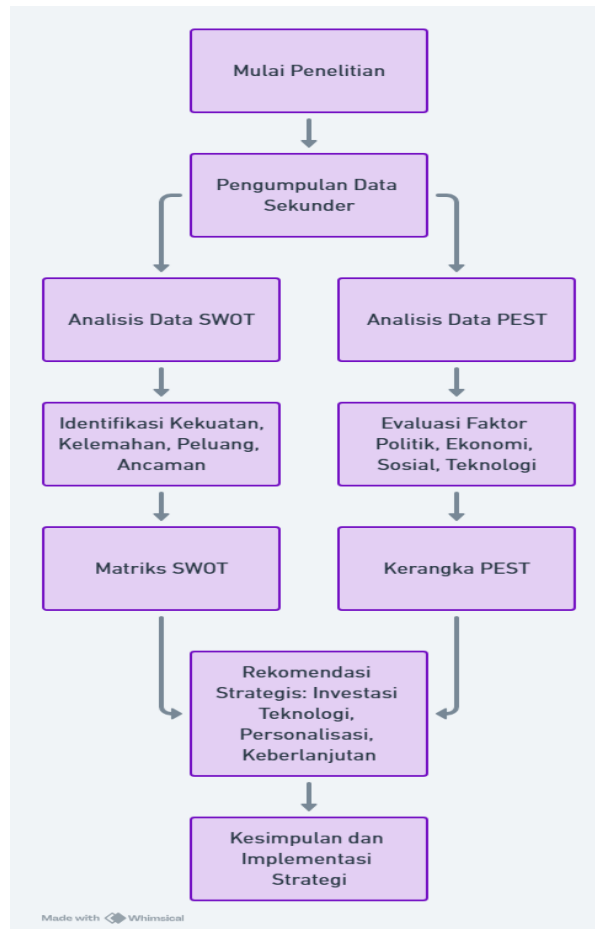 Mulai Penelitian
Pengumpulan Data
Sekunder
Analisis Data SWOT
Analisis Data PEST
Identifikasi Kekuatan,
Kelemahan, Peluang,
Ancaman
Evaluasi Faktor
Politik, Ekonomi,
Sosial, Teknologi
Matriks SWOT
Kerangka PEST
Rekomendasi
Strategis: Investasi
Teknologi,
Personalisasi,
Keberlanjutan
Kesimpulan dan
Implementasi
Strategi
Made with Whimsical